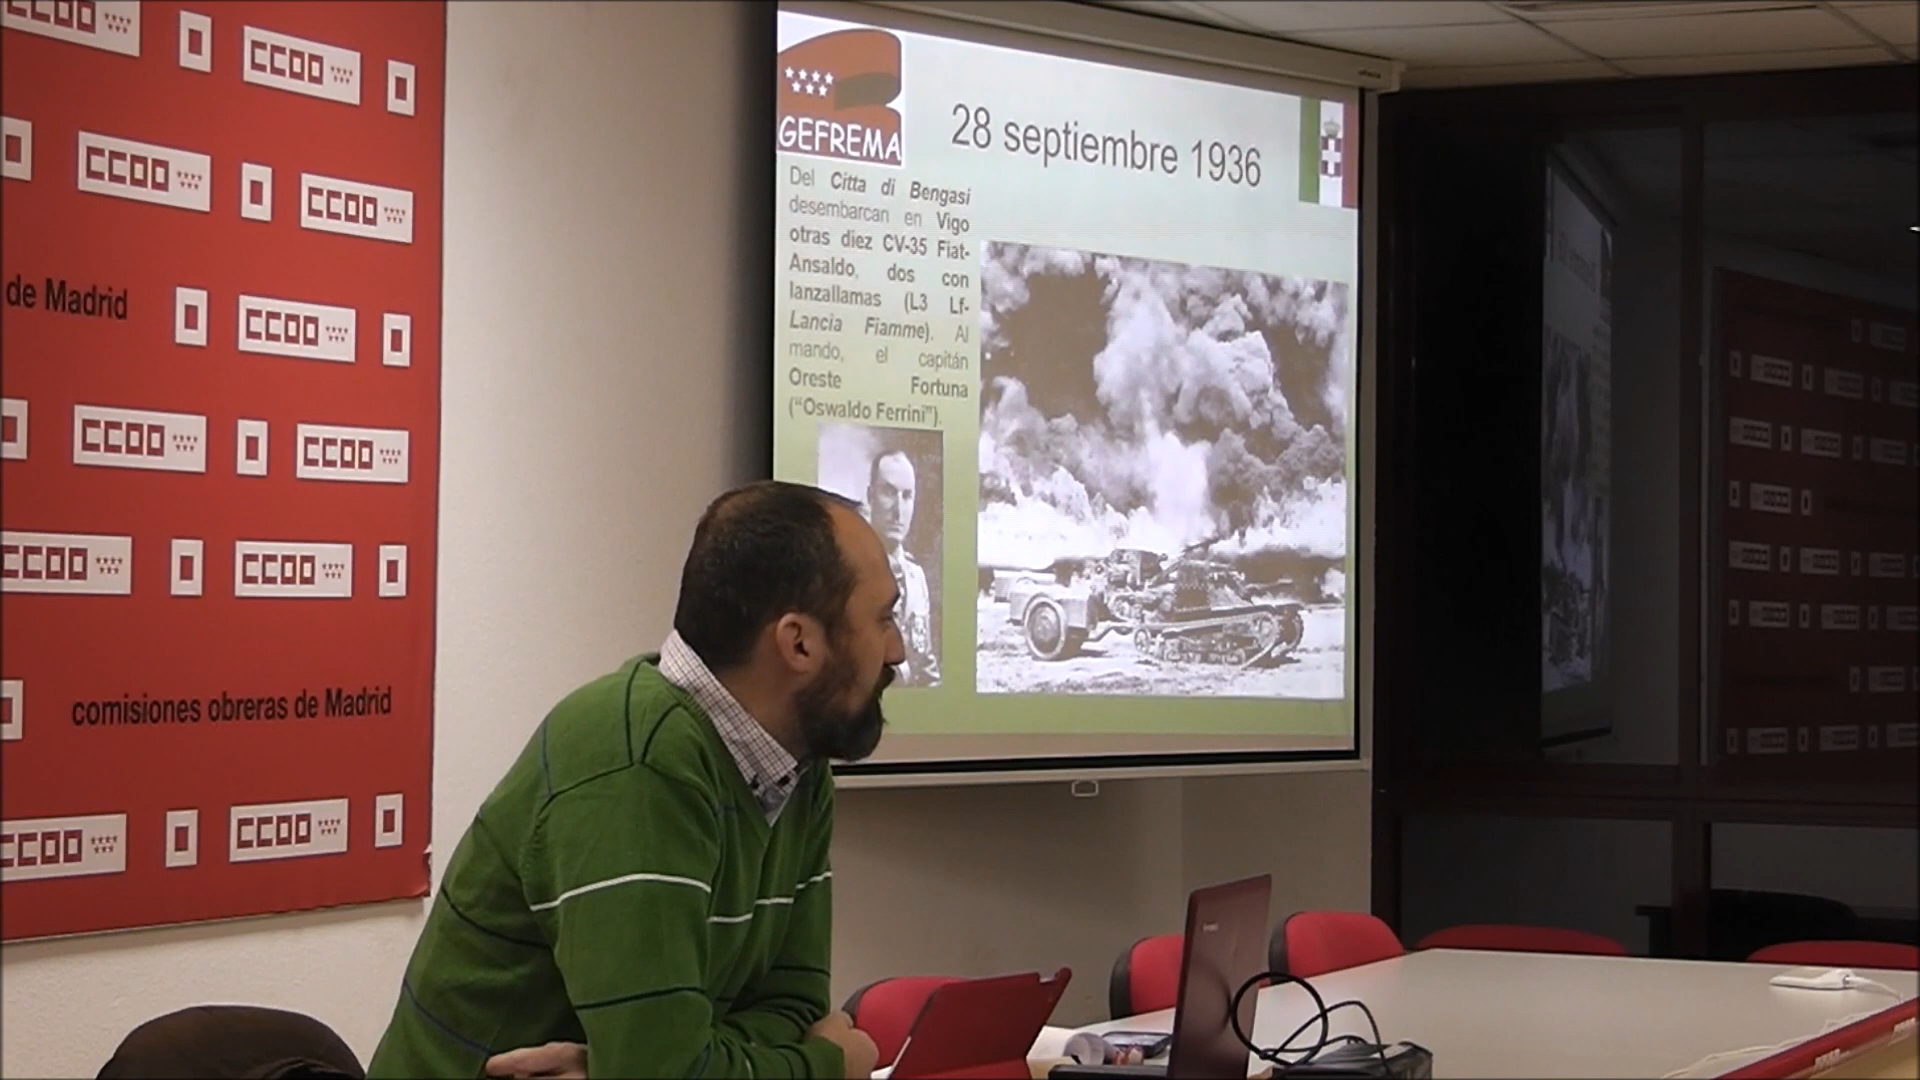 CCOO
CCOO
CCOO
CCOO
de Madrid
CCOO
CCOO
CCOO
CCOO
CCOO
comisiones obreras de Madrid
CCOO
CCOO
GEFREMA
28 septiembre 1936
Del Citta di Bengasi
desembarcan en Vigo
otras diez CV-35 Fiat-
Ansaldo, dos con
lanzallamas (L3 Lf-
Lancia Fiamme). Al
mando, el capitán
Oreste Fortuna
("Oswaldo Ferrini").